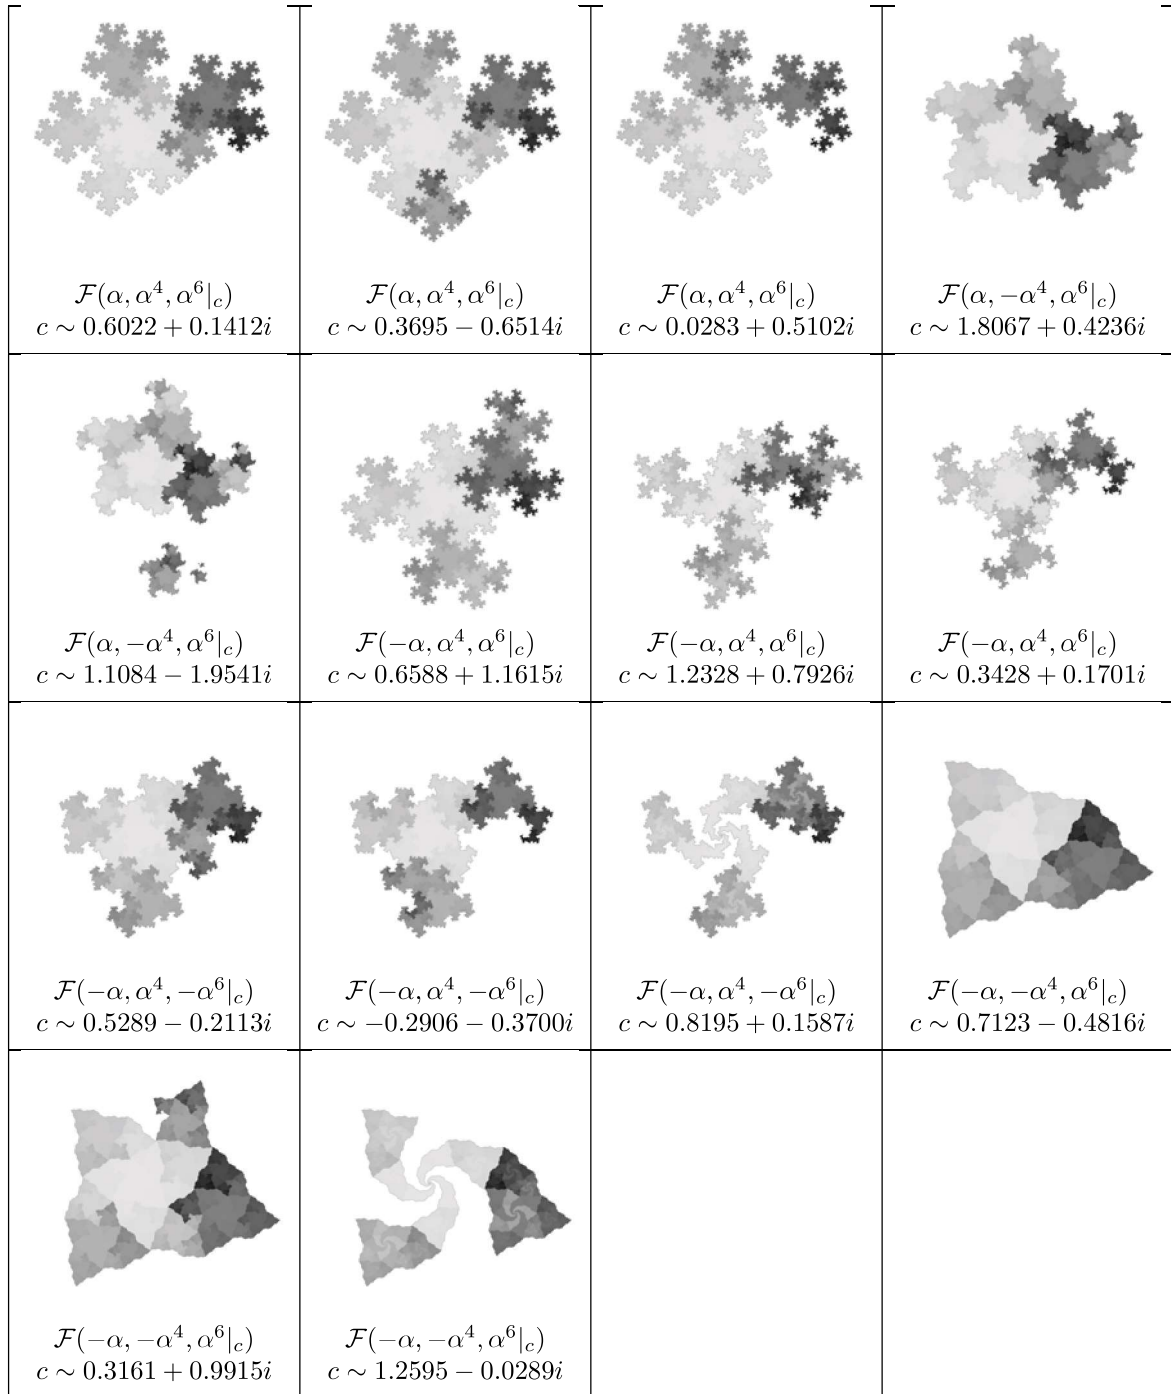 𝓕(α, α⁴, α⁶|_c)
c ∼ 0.6022 + 0.1412i
𝓕(α, α⁴, α⁶|_c)
c ∼ 0.3695 − 0.6514i
𝓕(α, α⁴, α⁶|_c)
c ∼ 0.0283 + 0.5102i
𝓕(α, −α⁴, α⁶|_c)
c ∼ 1.8067 + 0.4236i
𝓕(α, −α⁴, α⁶|_c)
c ∼ 1.1084 − 1.9541i
𝓕(−α, α⁴, α⁶|_c)
c ∼ 0.6588 + 1.1615i
𝓕(−α, α⁴, α⁶|_c)
c ∼ 1.2328 + 0.7926i
𝓕(−α, α⁴, α⁶|_c)
c ∼ 0.3428 + 0.1701i
𝓕(−α, α⁴, −α⁶|_c)
c ∼ 0.5289 − 0.2113i
𝓕(−α, α⁴, −α⁶|_c)
c ∼ −0.2906 − 0.3700i
𝓕(−α, α⁴, −α⁶|_c)
c ∼ 0.8195 + 0.1587i
𝓕(−α, −α⁴, α⁶|_c)
c ∼ 0.7123 − 0.4816i
𝓕(−α, −α⁴, α⁶|_c)
c ∼ 0.3161 + 0.9915i
𝓕(−α, −α⁴, α⁶|_c)
c ∼ 1.2595 − 0.0289i